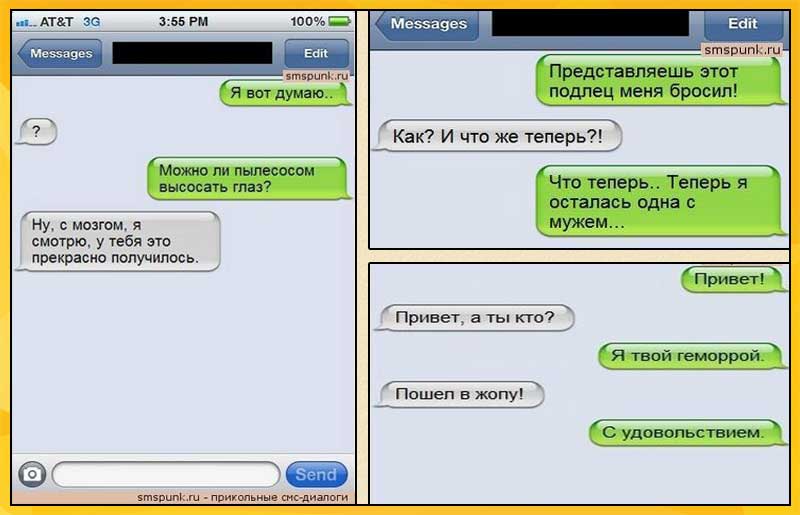 AT&T 3G 3:55 PM 100%
Messages Edit
smspunk.ru
Я вот думаю..
?
Можно ли пылесосом
высосать глаз?
Ну, с мозгом, я
смотрю, у тебя это
прекрасно получилось.
Send
smspunk.ru - прикольные смс-диалоги
Messages Edit
smspunk.ru
Представляешь этот
подлец меня бросил!
Как? И что же теперь?!
Что теперь.. Теперь я
осталась одна с
мужем...
Привет!
Привет, а ты кто?
Я твой геморрой.
Пошел в жопу!
С удовольствием.